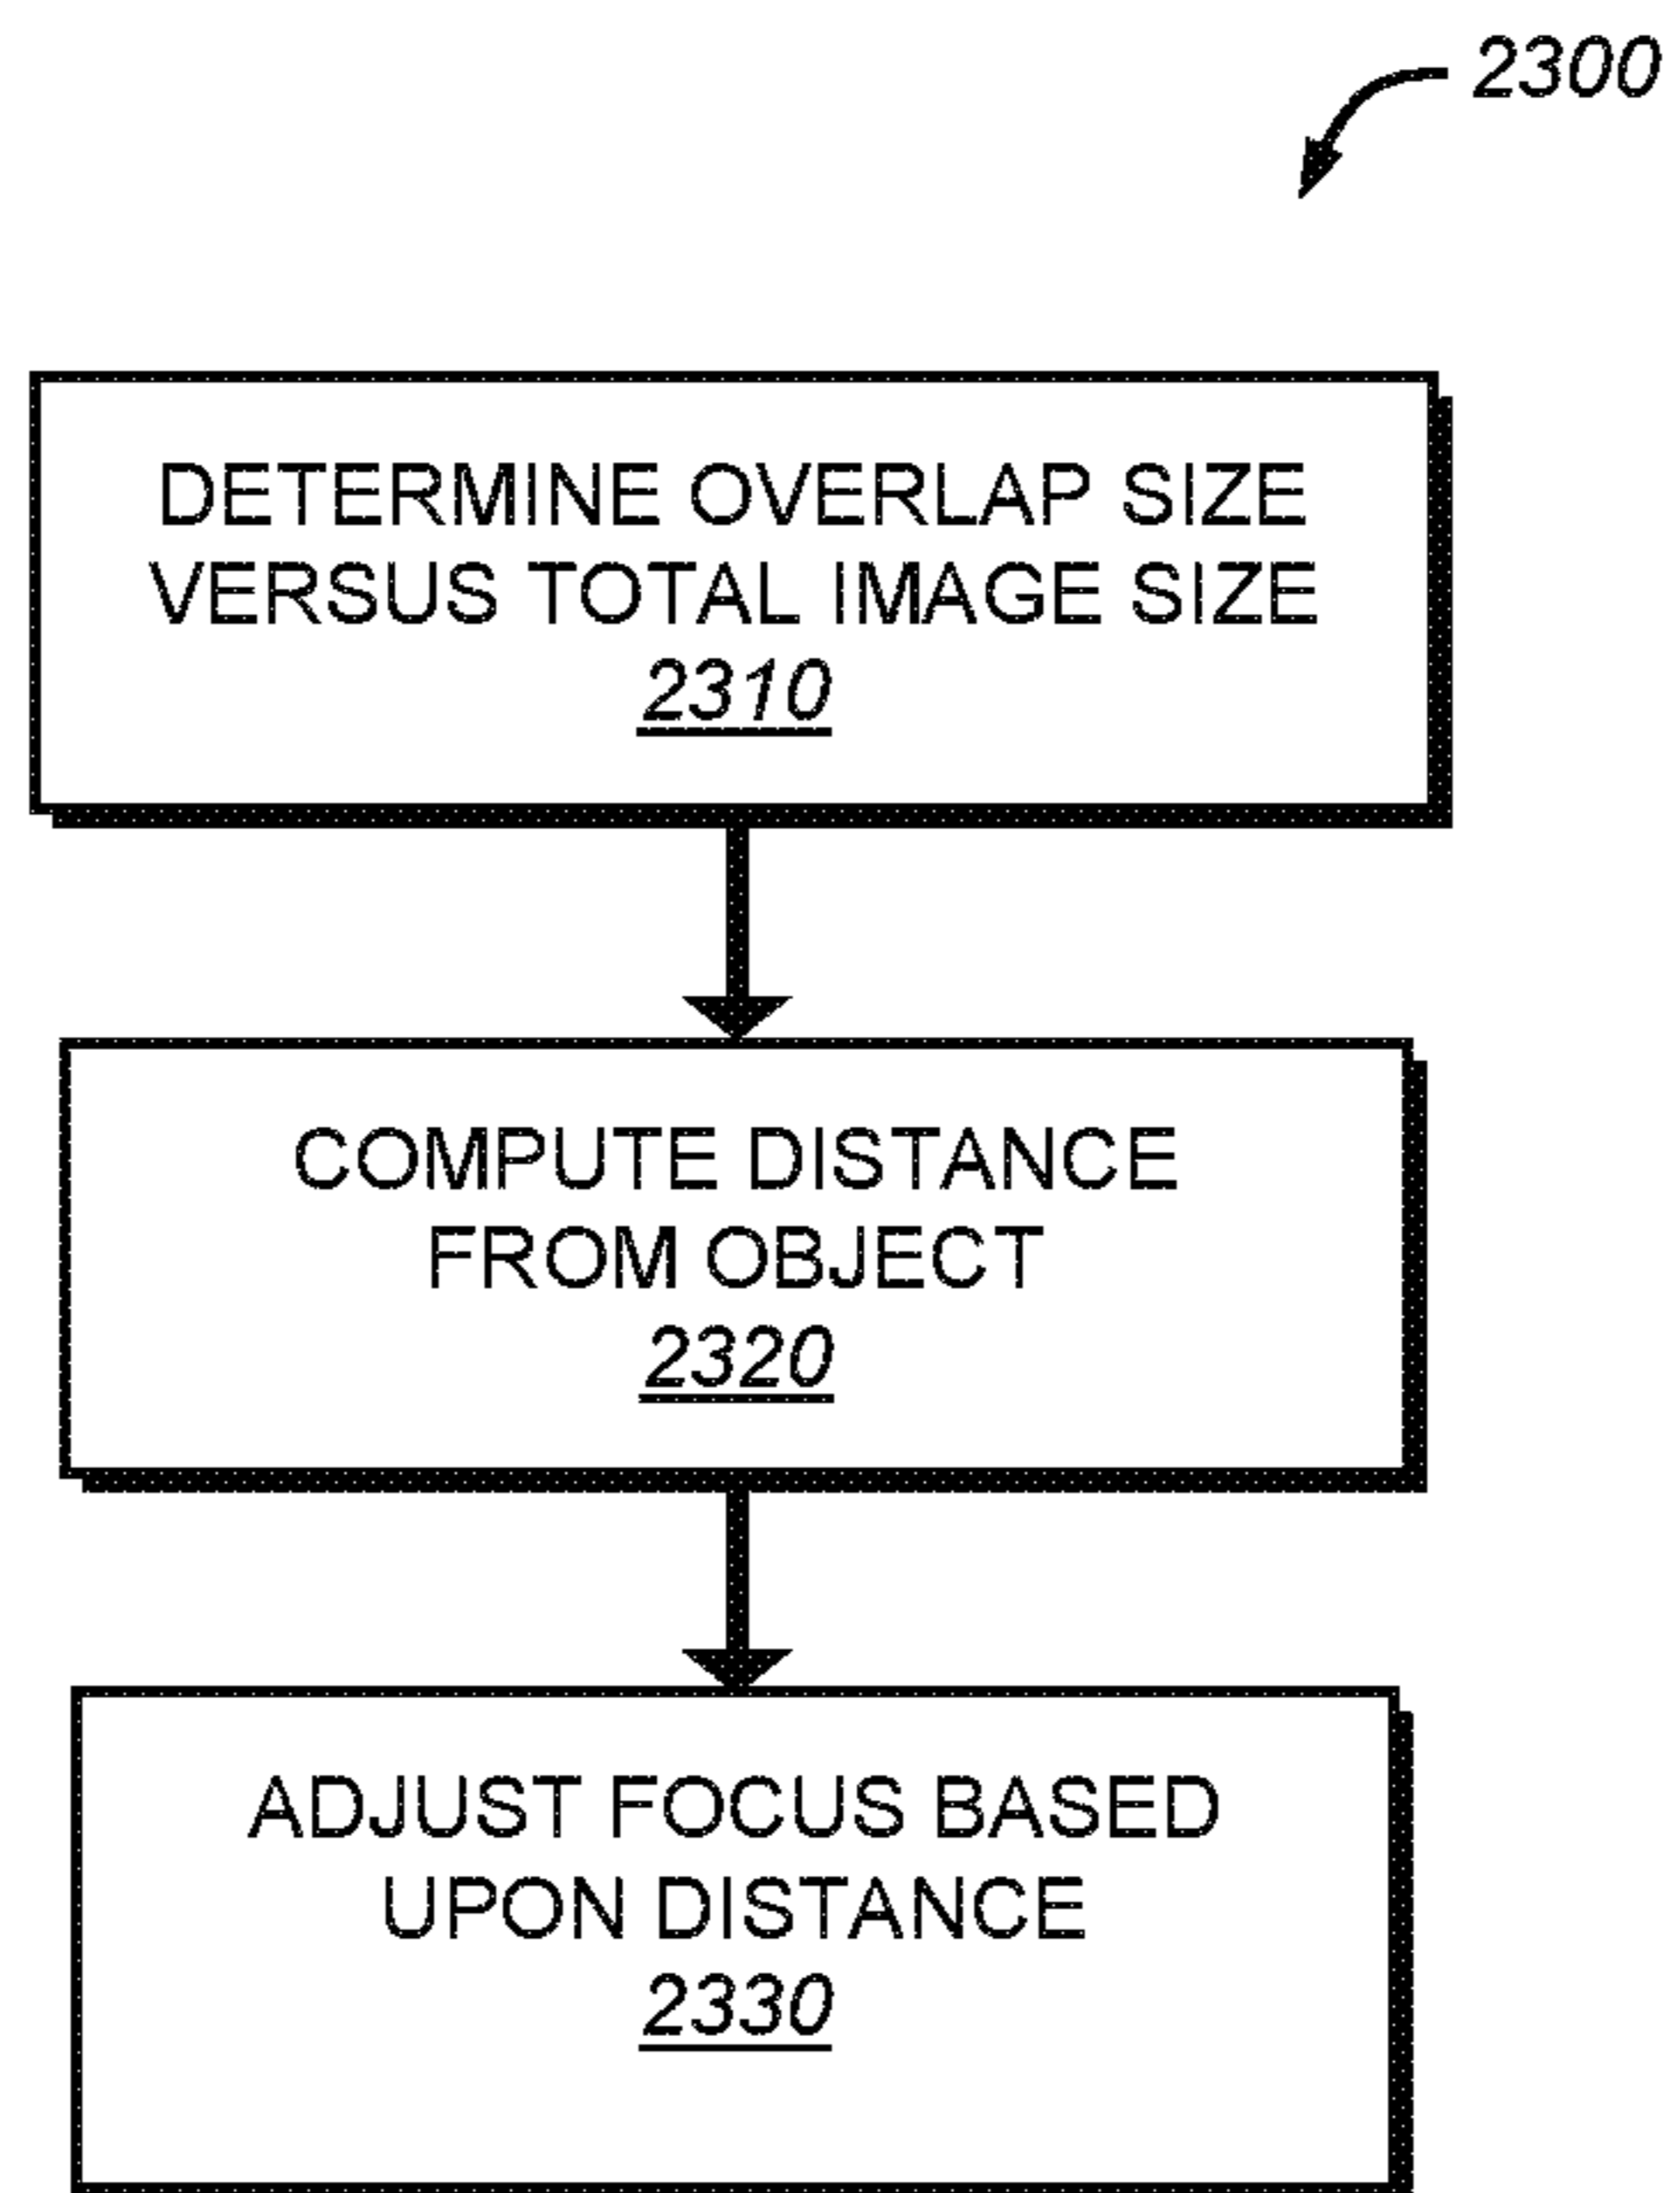 2300
DETERMINE OVERLAP SIZE
VERSUS TOTAL IMAGE SIZE
2310
COMPUTE DISTANCE
FROM OBJECT
2320
ADJUST FOCUS BASED
UPON DISTANCE
2330